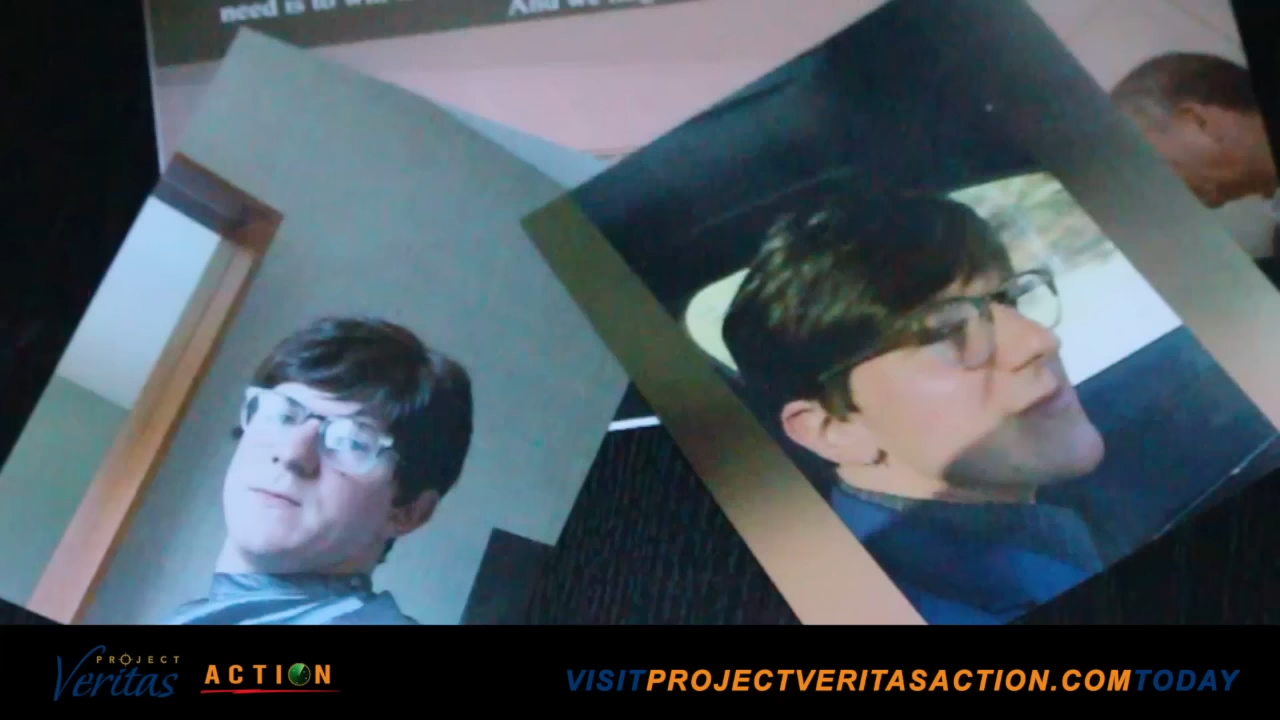 need is to
And we
PROJECT
Veritas
ACTION
VISITPROJECTVERITASACTION.COMTODAY